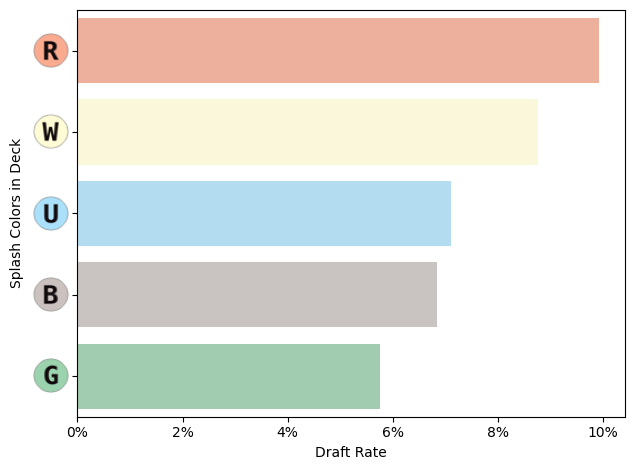 Splash Colors in Deck
R
W
U
B
G
0% 2% 4% 6% 8% 10%
Draft Rate